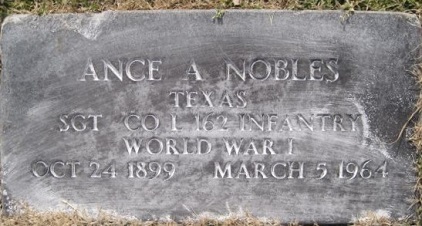 ANCE A NOBLES
TEXAS
SGT CO L 162 INFANTRY
WORLD WAR I
OCT 24 1899 MARCH 5 1964